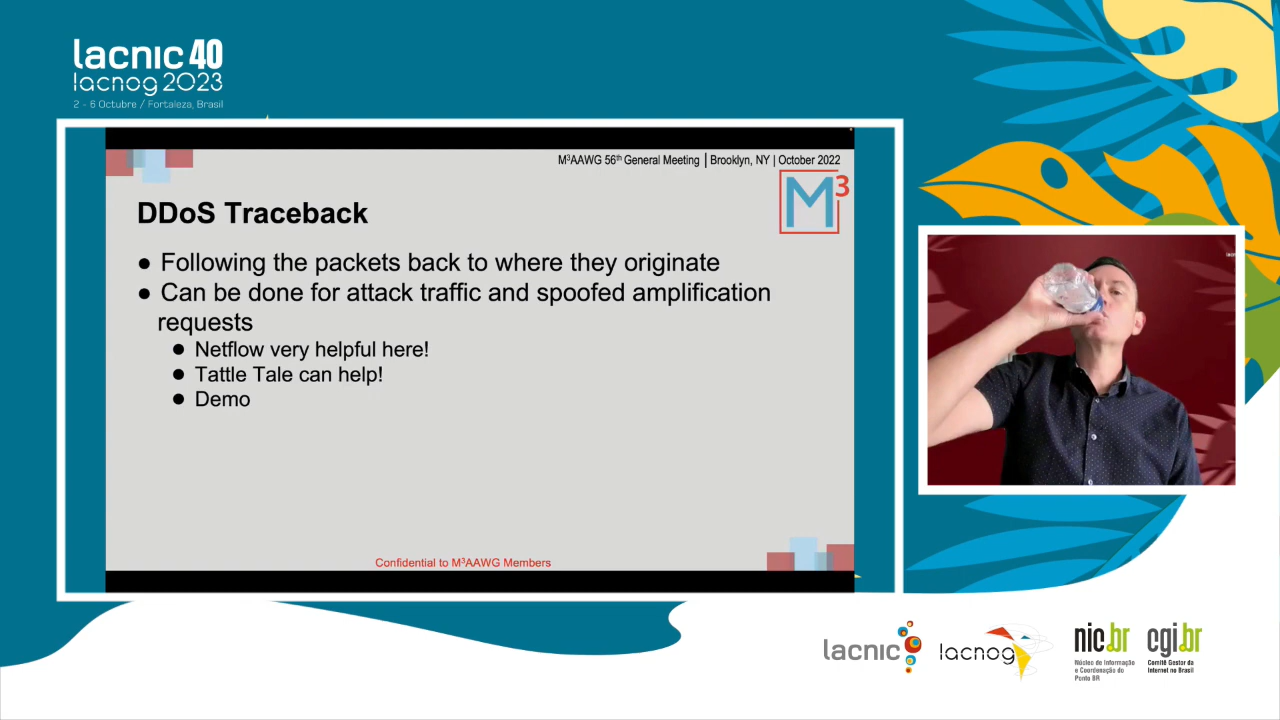 lacnic 40
lacnog 2023
2 - 6 Octubre / Fortaleza, Brasil
M³AAWG 56th General Meeting | Brooklyn, NY | October 2022
M3
DDoS Traceback
● Following the packets back to where they originate
● Can be done for attack traffic and spoofed amplification
requests
● Netflow very helpful here!
● Tattle Tale can help!
● Demo
Confidential to M³AAWG Members
lacnic
lacnog
nic.br
Núcleo de Informação
e Coordenação do
Ponto BR
cgi.br
Comitê Gestor da
Internet no Brasil